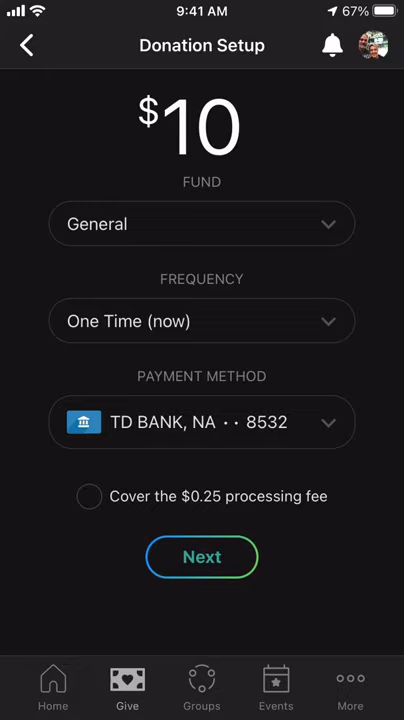 9:41 AM 67%
Donation Setup
$10
FUND
General
FREQUENCY
One Time (now)
PAYMENT METHOD
TD BANK, NA •• 8532
Cover the $0.25 processing fee
Next
Home Give Groups Events More